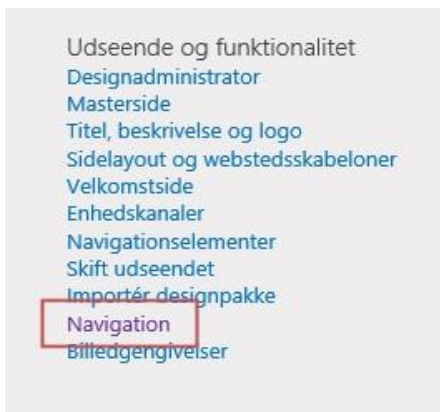 Udseende og funktionalitet
Designadministrator
Masterside
Titel, beskrivelse og logo
Sidelayout og webstedsskabeloner
Velkomstside
Enhedskanaler
Navigationselementer
Skift udseendet
Importér designpakke
Navigation
Billedgengivelser